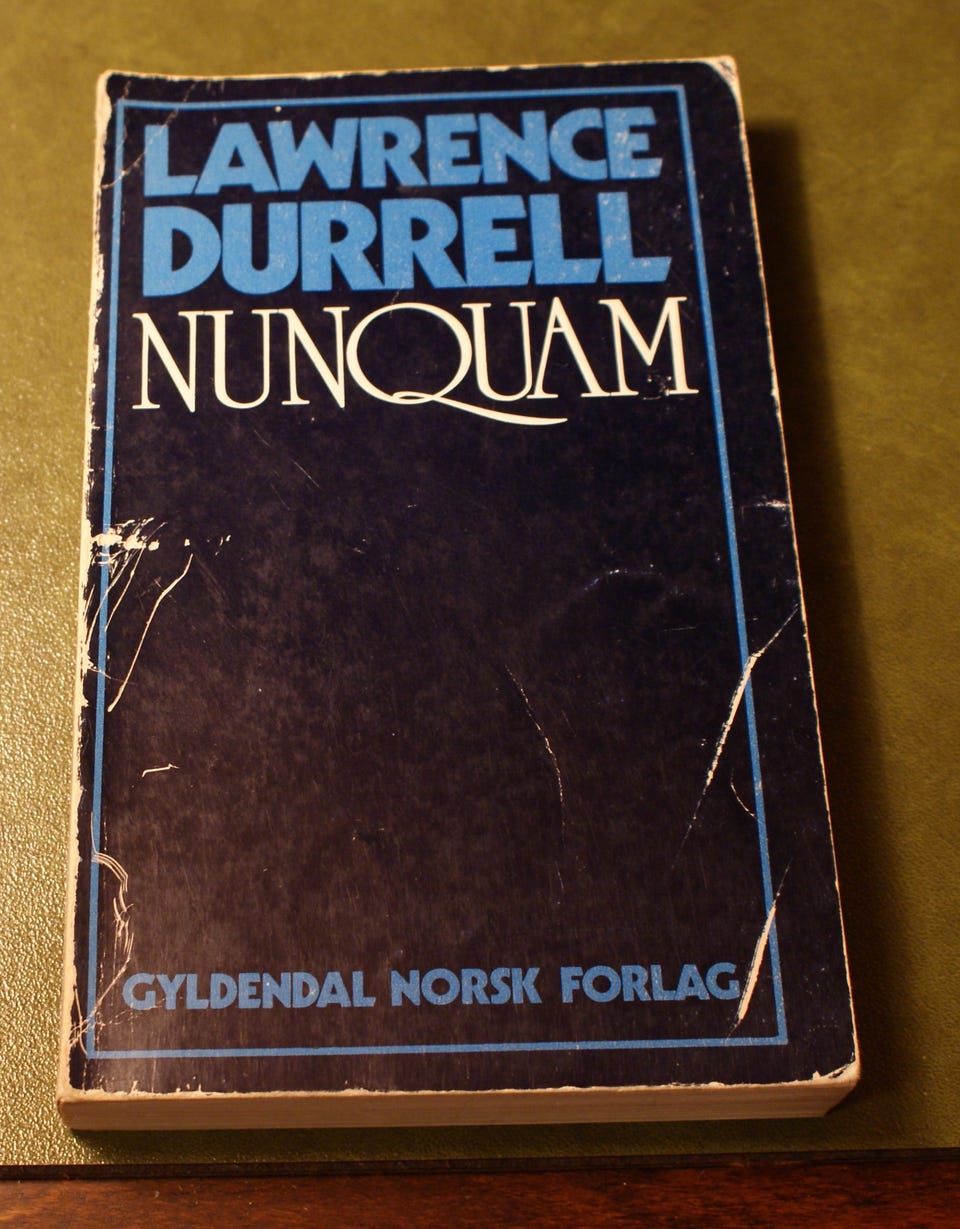 LAWRENCE
DURRELL
NUNQUAM
GYLDENDAL NORSK FORLAG